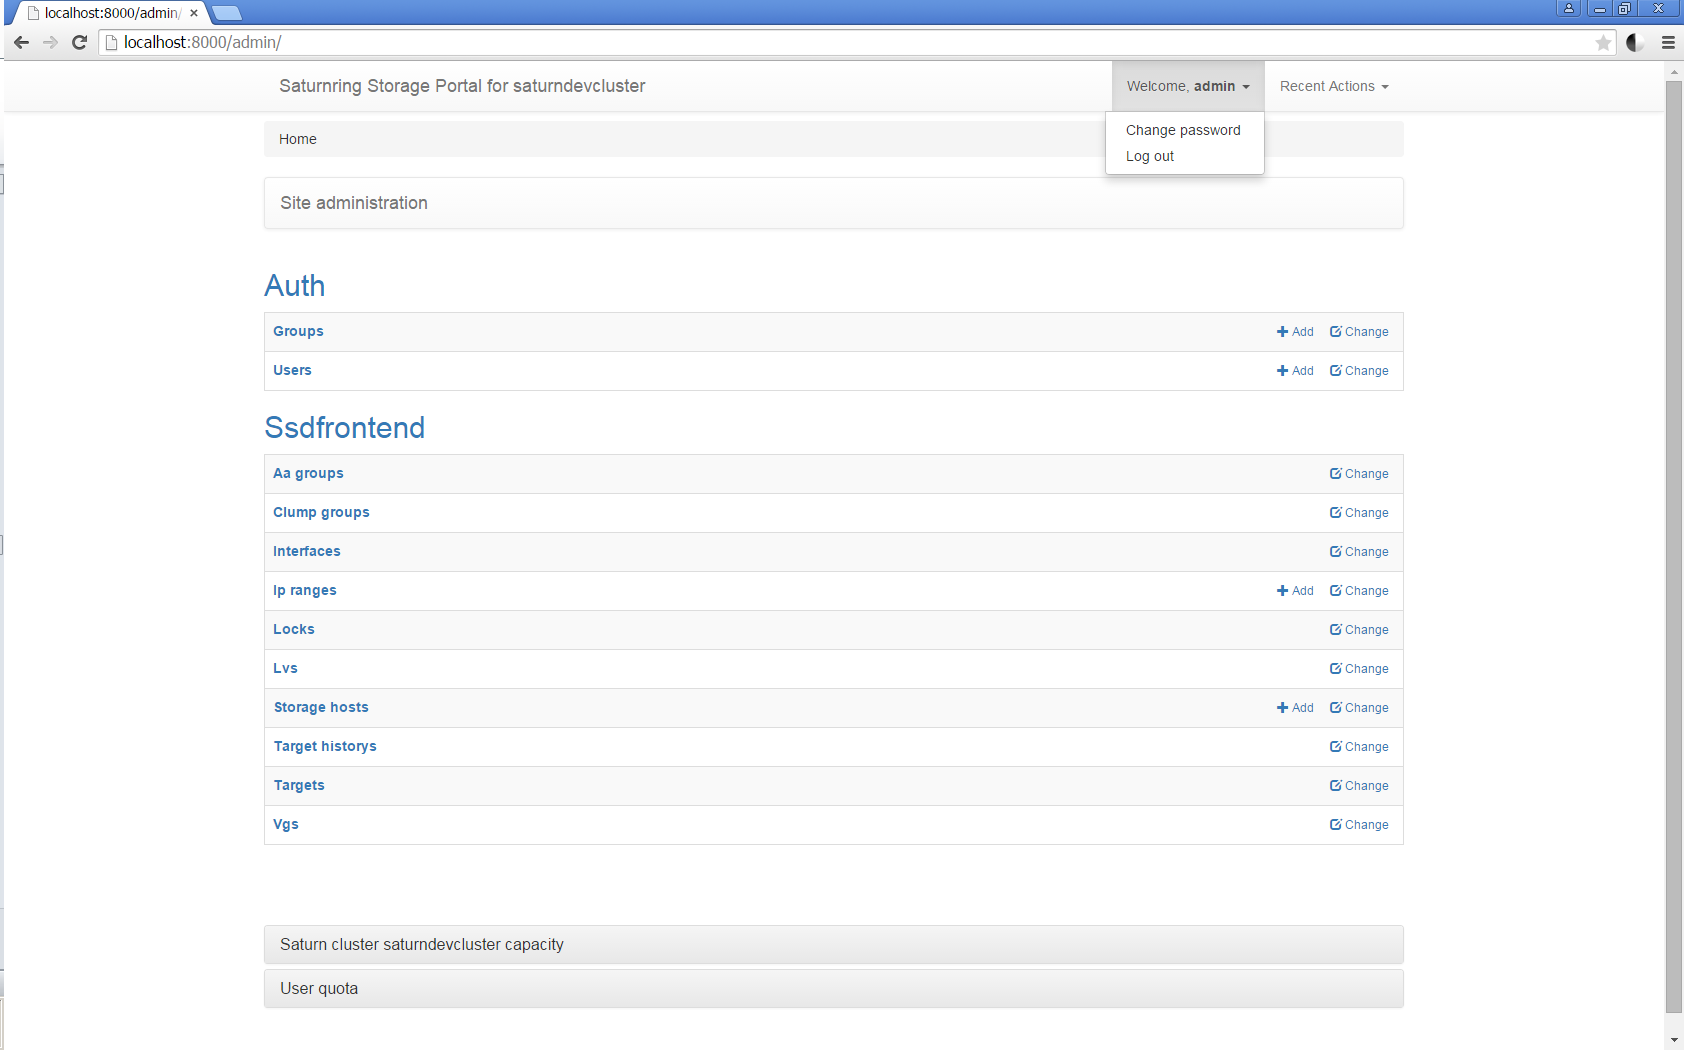 localhost:8000/admin/
localhost:8000/admin/
Saturnring Storage Portal for saturndevcluster
Welcome, admin
Recent Actions
Change password
Log out
Home
Site administration
Auth
Groups Add Change
Users Add Change
Ssdfrontend
Aa groups Change
Clump groups Change
Interfaces Change
Ip ranges Add Change
Locks Change
Lvs Change
Storage hosts Add Change
Target historys Change
Targets Change
Vgs Change
Saturn cluster saturndevcluster capacity
User quota